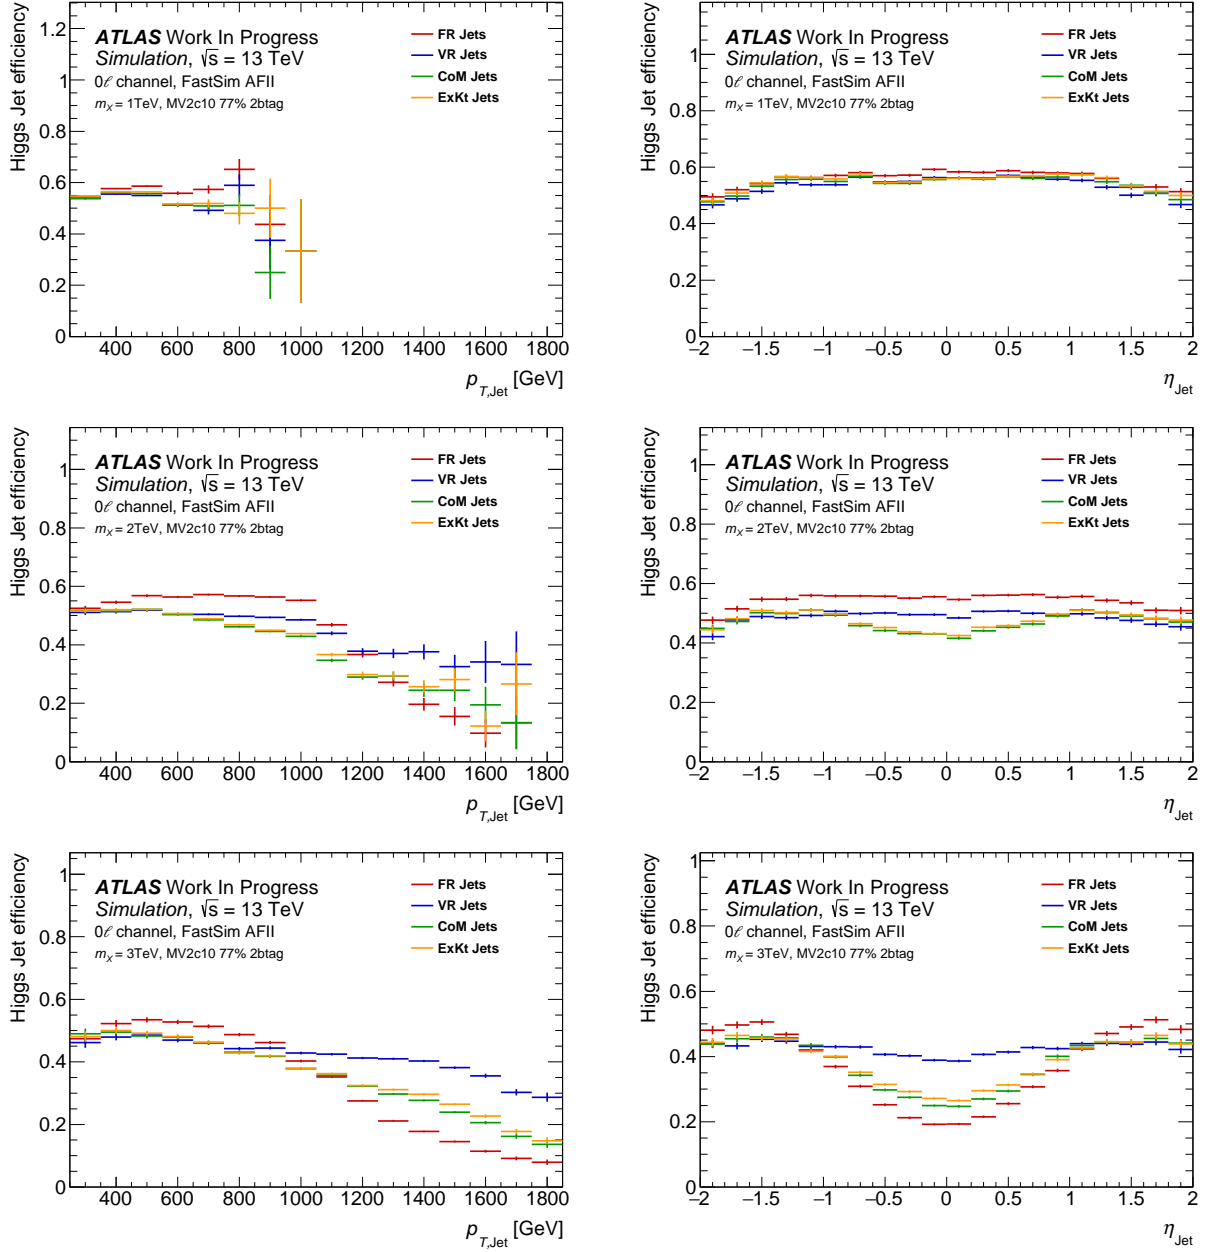 Higgs Jet efficiency
ATLAS Work In Progress
Simulation, √s = 13 TeV
0ℓ channel, FastSim AFII
m_X = 1TeV, MV2c10 77% 2btag
FR Jets
VR Jets
CoM Jets
ExKt Jets
1.2
1
0.8
0.6
0.4
0.2
0
400 600 800 1000 1200 1400 1600 1800
p_T,Jet [GeV]
Higgs Jet efficiency
ATLAS Work In Progress
Simulation, √s = 13 TeV
0ℓ channel, FastSim AFII
m_X = 1TeV, MV2c10 77% 2btag
FR Jets
VR Jets
CoM Jets
ExKt Jets
1
0.8
0.6
0.4
0.2
0
−2 −1.5 −1 −0.5 0 0.5 1 1.5 2
η_Jet
Higgs Jet efficiency
ATLAS Work In Progress
Simulation, √s = 13 TeV
0ℓ channel, FastSim AFII
m_X = 2TeV, MV2c10 77% 2btag
FR Jets
VR Jets
CoM Jets
ExKt Jets
1
0.8
0.6
0.4
0.2
0
400 600 800 1000 1200 1400 1600 1800
p_T,Jet [GeV]
Higgs Jet efficiency
ATLAS Work In Progress
Simulation, √s = 13 TeV
0ℓ channel, FastSim AFII
m_X = 2TeV, MV2c10 77% 2btag
FR Jets
VR Jets
CoM Jets
ExKt Jets
1
0.8
0.6
0.4
0.2
0
−2 −1.5 −1 −0.5 0 0.5 1 1.5 2
η_Jet
Higgs Jet efficiency
ATLAS Work In Progress
Simulation, √s = 13 TeV
0ℓ channel, FastSim AFII
m_X = 3TeV, MV2c10 77% 2btag
FR Jets
VR Jets
CoM Jets
ExKt Jets
1
0.8
0.6
0.4
0.2
0
400 600 800 1000 1200 1400 1600 1800
p_T,Jet [GeV]
Higgs Jet efficiency
ATLAS Work In Progress
Simulation, √s = 13 TeV
0ℓ channel, FastSim AFII
m_X = 3TeV, MV2c10 77% 2btag
FR Jets
VR Jets
CoM Jets
ExKt Jets
1
0.8
0.6
0.4
0.2
0
−2 −1.5 −1 −0.5 0 0.5 1 1.5 2
η_Jet